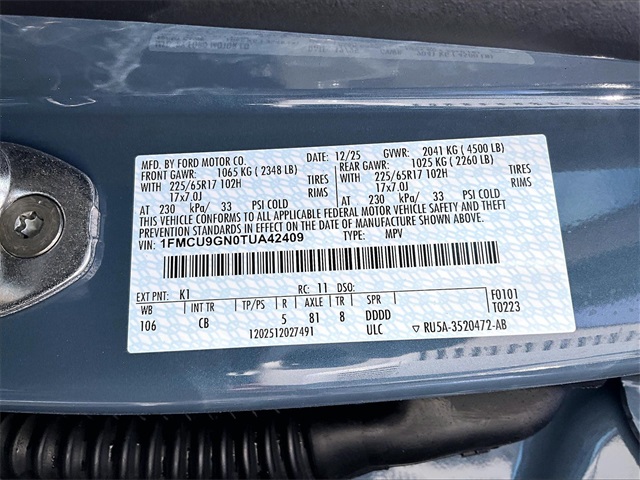 MFD. BY FORD MOTOR CO. DATE: 12/25 GVWR: 2041 KG ( 4500 LB)
FRONT GAWR: 1065 KG ( 2348 LB) REAR GAWR: 1025 KG ( 2260 LB)
WITH 225/65R17 102H TIRES WITH 225/65R17 102H TIRES
17x7.0J RIMS 17x7.0J RIMS
AT 230 kPa/ 33 PSI COLD AT 230 kPa/ 33 PSI COLD
THIS VEHICLE CONFORMS TO ALL APPLICABLE FEDERAL MOTOR VEHICLE SAFETY AND THEFT
PREVENTION STANDARDS IN EFFECT ON THE DATE OF MANUFACTURE SHOWN ABOVE.
VIN: 1FMCU9GN0TUA42409 TYPE: MPV
EXT PNT: K1 RC: 11 DSO:
WB INT TR TP/PS R AXLE TR SPR
106 CB 5 81 8 DDDD
1202512027491 ULC
F0101
T0223
▽ RU5A-3520472-AB